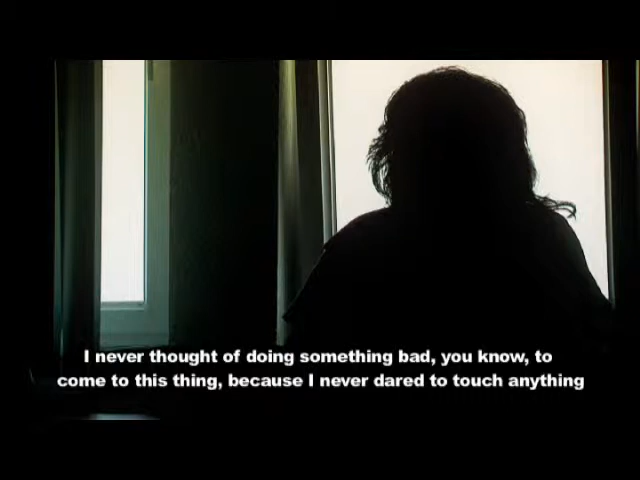 I never thought of doing something bad, you know, to
come to this thing, because I never dared to touch anything